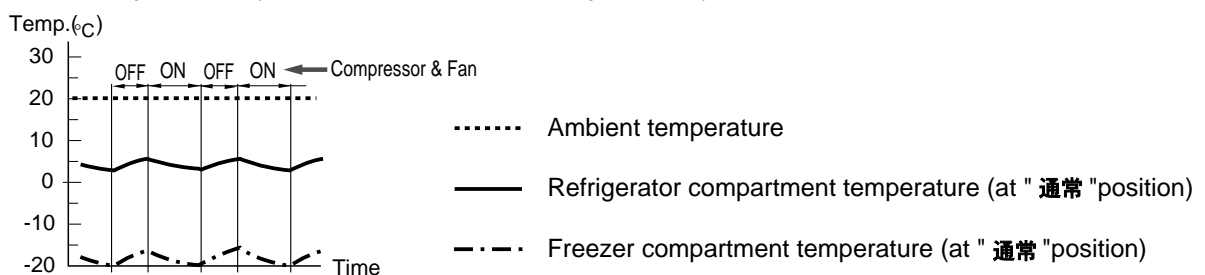 Temp.(°C)
30
OFF ON OFF ON Compressor & Fan
20
10
0
-10
-20
Time
Ambient temperature
Refrigerator compartment temperature (at " 通常 "position)
Freezer compartment temperature (at " 通常 "position)